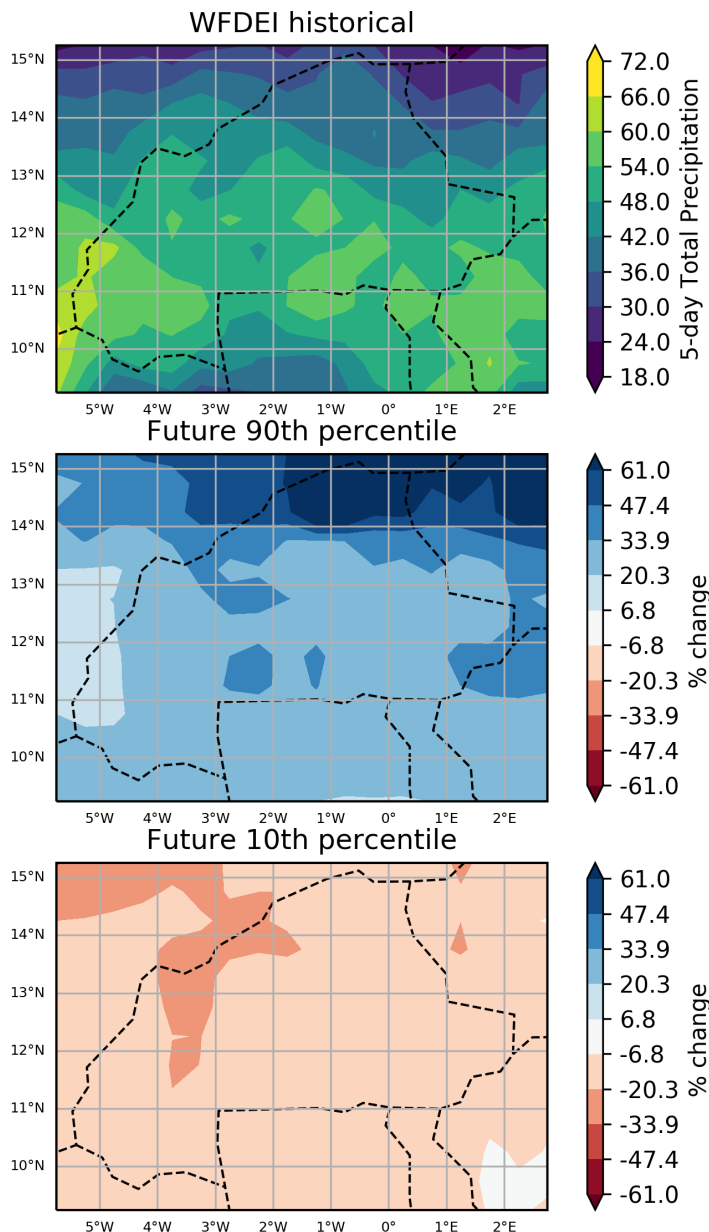 WFDEI historical
15°N
14°N
13°N
12°N
11°N
10°N
5°W 4°W 3°W 2°W 1°W 0° 1°E 2°E
72.0
66.0
60.0
54.0
48.0
42.0
36.0
30.0
24.0
18.0
5-day Total Precipitation
Future 90th percentile
15°N
14°N
13°N
12°N
11°N
10°N
5°W 4°W 3°W 2°W 1°W 0° 1°E 2°E
61.0
47.4
33.9
20.3
6.8
-6.8
-20.3
-33.9
-47.4
-61.0
% change
Future 10th percentile
15°N
14°N
13°N
12°N
11°N
10°N
5°W 4°W 3°W 2°W 1°W 0° 1°E 2°E
61.0
47.4
33.9
20.3
6.8
-6.8
-20.3
-33.9
-47.4
-61.0
% change